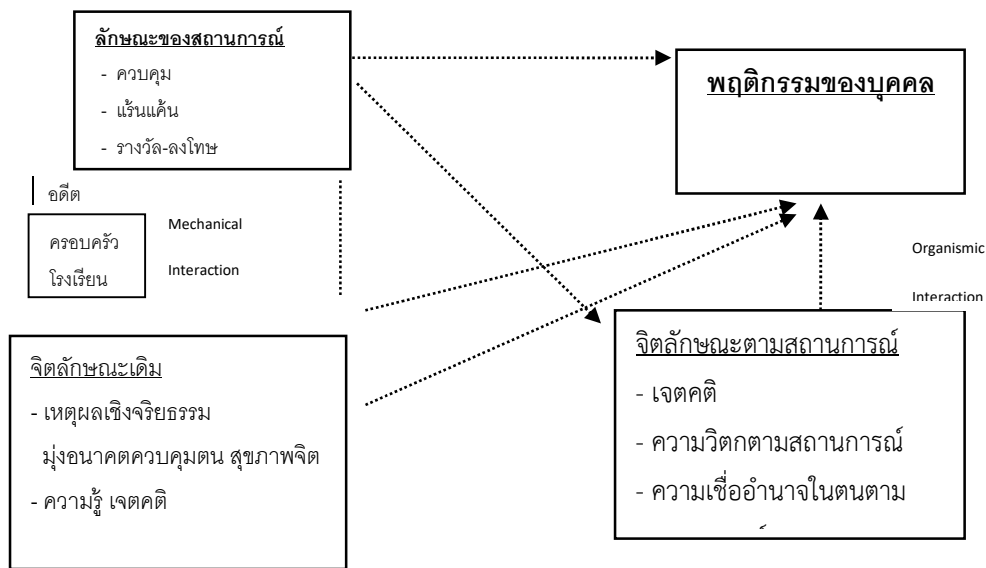 ลักษณะของสถานการณ์
- ควบคุม
- แร้นแค้น
- รางวัล-ลงโทษ
พฤติกรรมของบุคคล
อดีต
ครอบครัว
โรงเรียน
Mechanical
Interaction
Organismic
Interaction
จิตลักษณะเดิม
- เหตุผลเชิงจริยธรรม
มุ่งอนาคตควบคุมตน สุขภาพจิต
- ความรู้ เจตคติ
จิตลักษณะตามสถานการณ์
- เจตคติ
- ความวิตกตามสถานการณ์
- ความเชื่ออำนาจในตนตาม